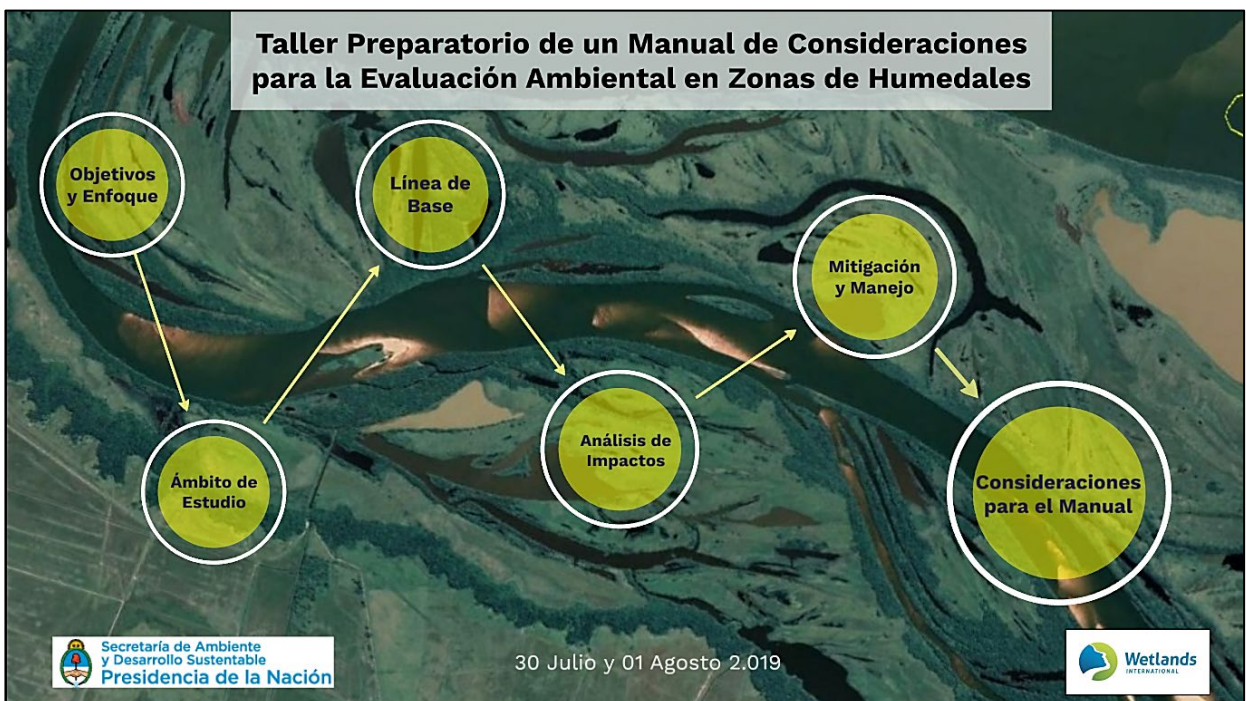 Taller Preparatorio de un Manual de Consideraciones
para la Evaluación Ambiental en Zonas de Humedales
Objetivos
y Enfoque
Ámbito de
Estudio
Línea de
Base
Análisis de
Impactos
Mitigación
y Manejo
Consideraciones
para el Manual
Secretaría de Ambiente
y Desarrollo Sustentable
Presidencia de la Nación
30 Julio y 01 Agosto 2.019
Wetlands
INTERNATIONAL